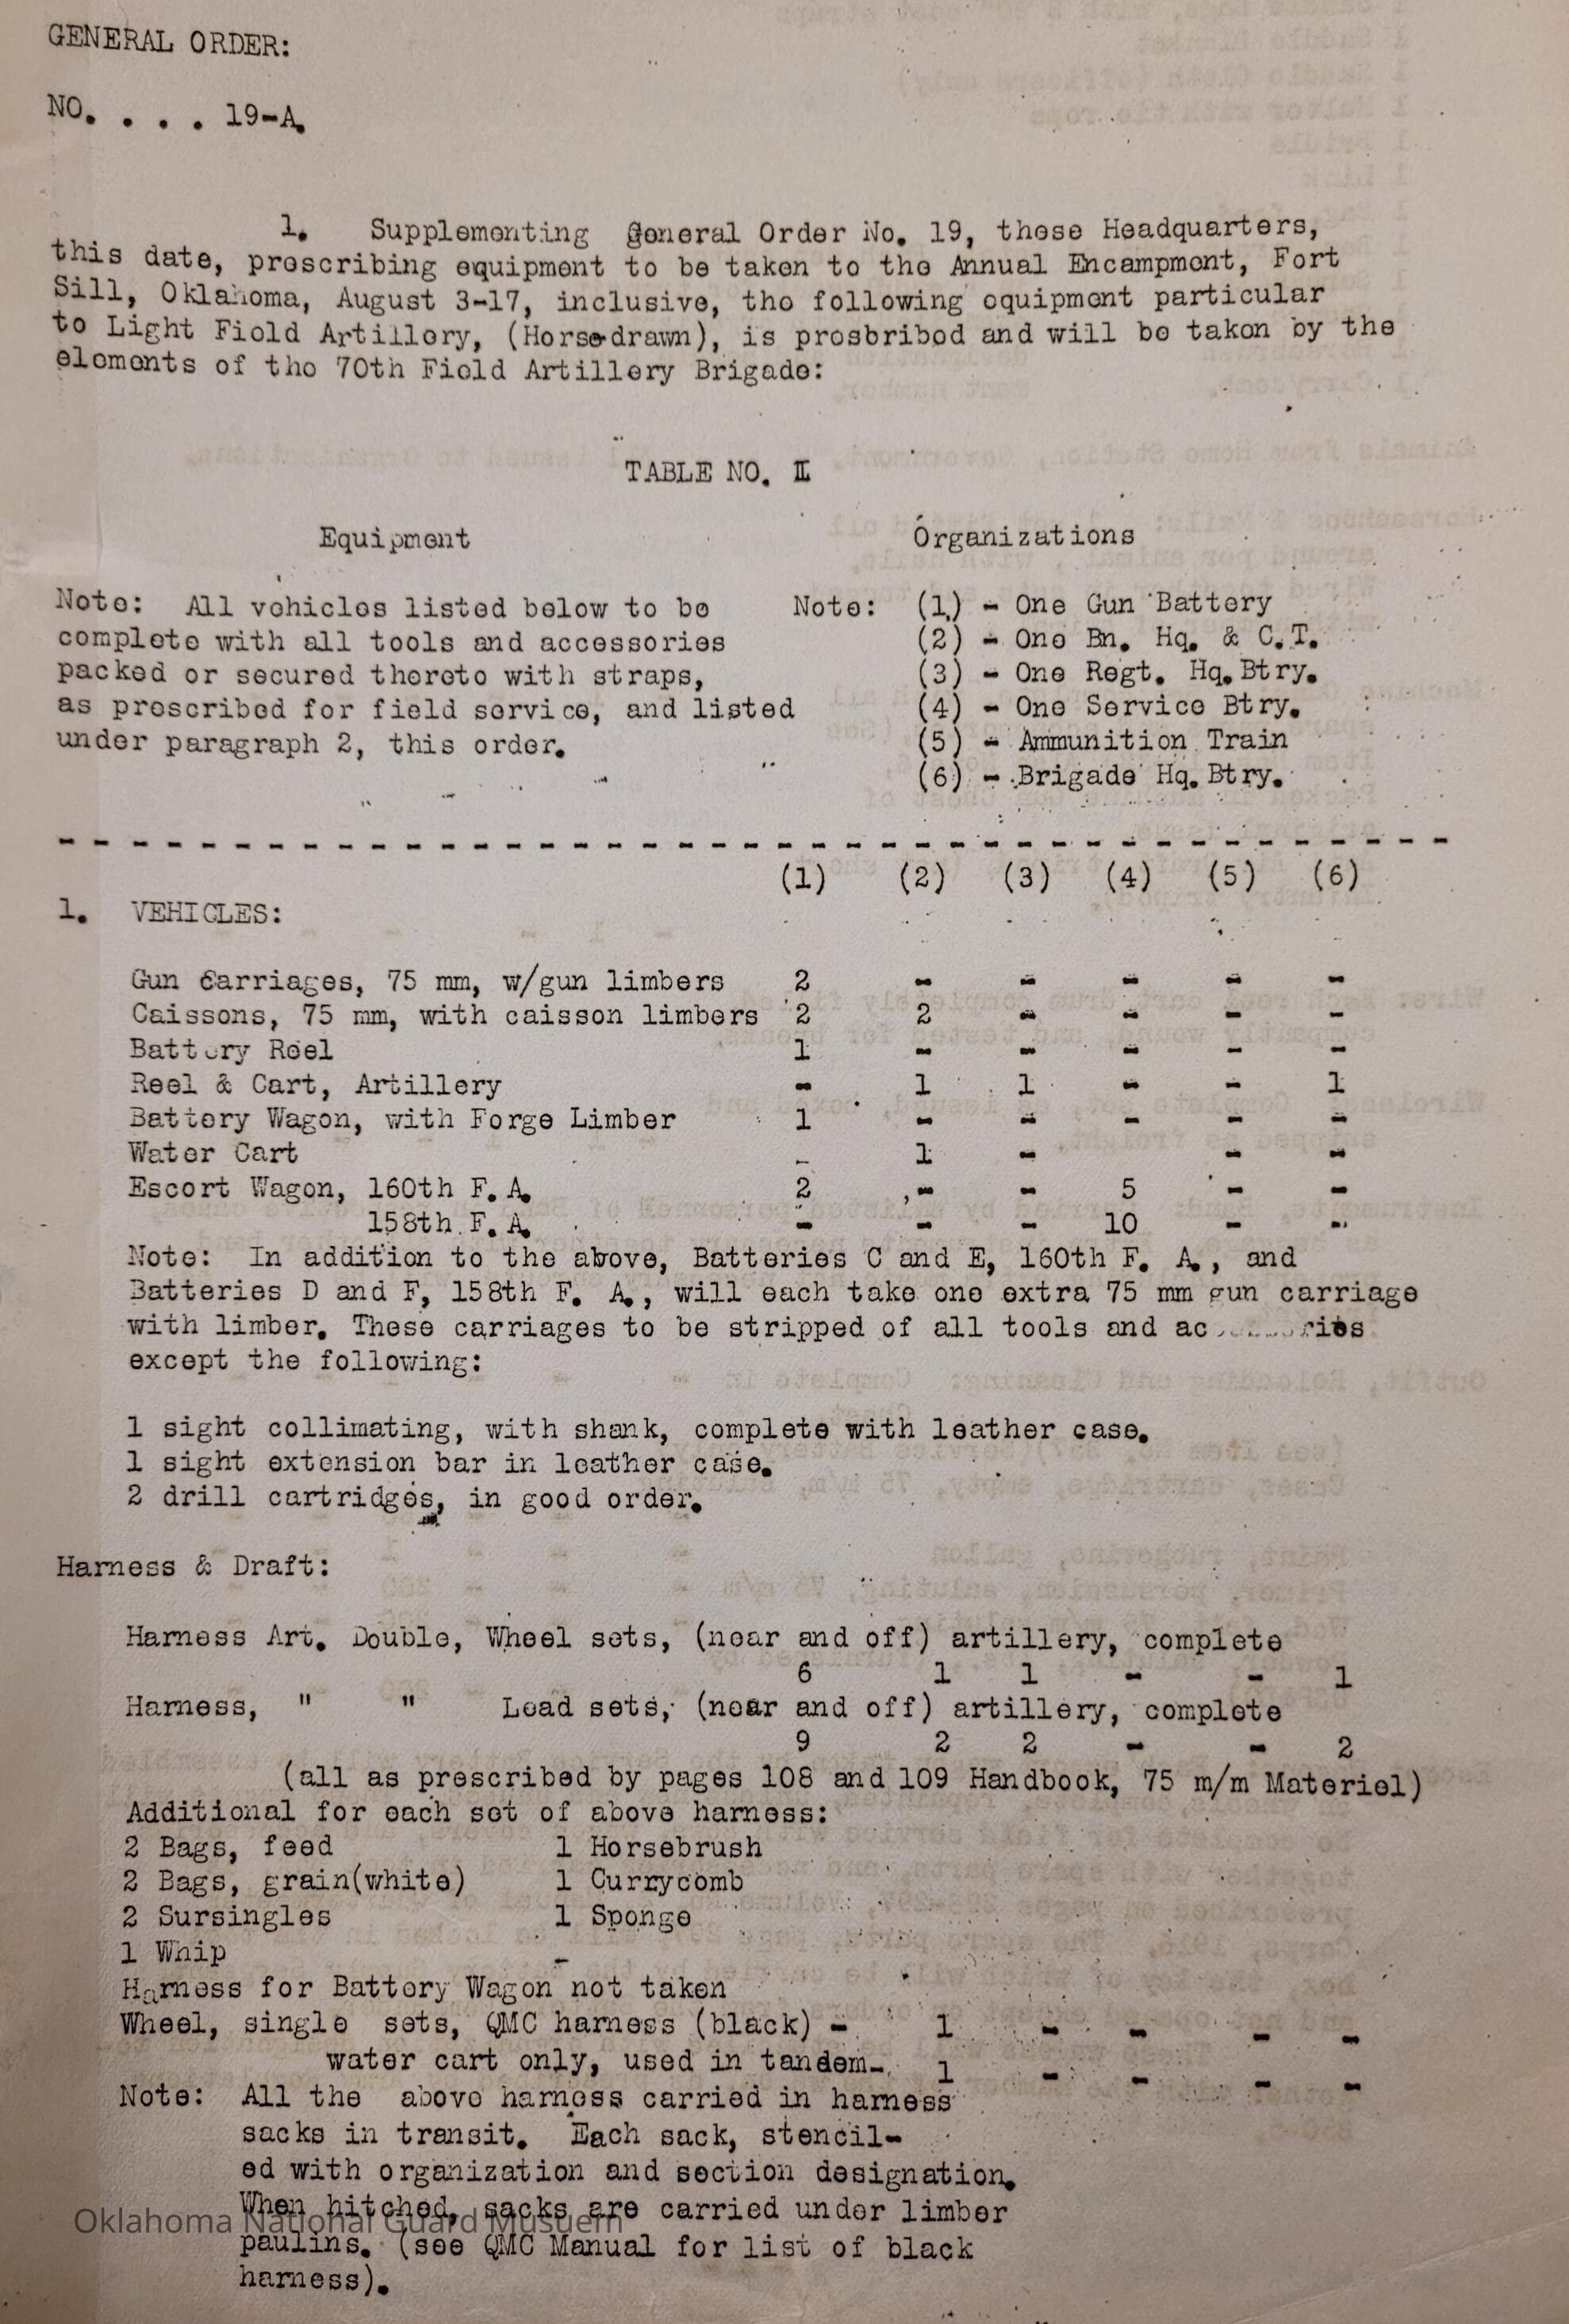 GENERAL ORDER:
NO. . . . 19-A.
1. Supplementing General Order No. 19, these Headquarters,
this date, prescribing equipment to be taken to the Annual Encampment, Fort
Sill, Oklahoma, August 3-17, inclusive, the following equipment particular
to Light Field Artillery, (Horse-drawn), is prosbribed and will be taken by the
elements of the 70th Field Artillery Brigade:
TABLE NO. II
Equipment Organizations
Note: All vehicles listed below to be Note: (1) - One Gun Battery
complete with all tools and accessories (2) - One Bn. Hq. & C.T.
packed or secured thereto with straps, (3) - One Regt. Hq. Btry.
as prescribed for field service, and listed (4) - One Service Btry.
under paragraph 2, this order. (5) - Ammunition Train
(6) - Brigade Hq. Btry.
- - - - - - - - - - - - - - - - - - - - - - - - - - - - - - - - - - - - - - - - -
(1) (2) (3) (4) (5) (6)
1. VEHICLES:
Gun Carriages, 75 mm, w/gun limbers 2 - - - - -
Caissons, 75 mm, with caisson limbers 2 2 - - - -
Battery Reel 1 - - - - -
Reel & Cart, Artillery - 1 1 - - 1
Battery Wagon, with Forge Limber 1 - - - - -
Water Cart - 1 - - -
Escort Wagon, 160th F. A. 2 - - 5 - -
158th F. A. - - - 10 - -
Note: In addition to the above, Batteries C and E, 160th F. A., and
Batteries D and F, 158th F. A., will each take one extra 75 mm gun carriage
with limber. These carriages to be stripped of all tools and
except the following:
1 sight collimating, with shank, complete with leather case.
1 sight extension bar in leather case.
2 drill cartridges, in good order.
Harness & Draft:
Harness Art. Double, Wheel sets, (near and off) artillery, complete
6 1 1 - - 1
Harness, " " Lead sets, (near and off) artillery, complete
9 2 2 - - 2
(all as prescribed by pages 108 and 109 Handbook, 75 m/m Materiel)
Additional for each set of above harness:
2 Bags, feed 1 Horsebrush
2 Bags, grain(white) 1 Currycomb
2 Sursingles 1 Sponge
1 Whip -
Harness for Battery Wagon not taken
Wheel, single sets, QMC harness (black) - 1 - - - -
water cart only, used in tandem- 1 - - - -
Note: All the above harness carried in harness
sacks in transit. Each sack, stencil-
ed with organization and section designation.
When hitched, sacks are carried under limber
Oklahoma National Guard Musuem
paulins. (see QMC Manual for list of black
harness).